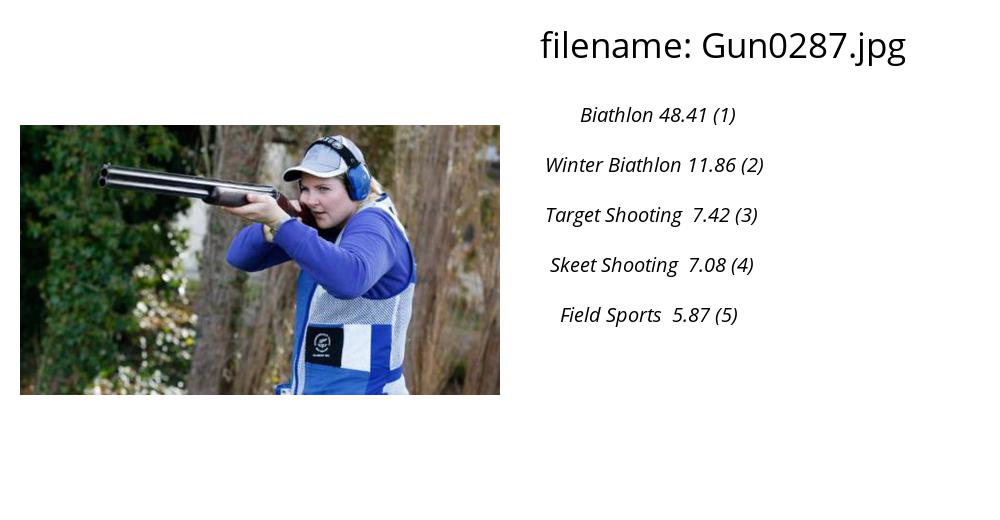 filename: Gun0287.jpg
Biathlon 48.41 (1)
Winter Biathlon 11.86 (2)
Target Shooting 7.42 (3)
Skeet Shooting 7.08 (4)
Field Sports 5.87 (5)